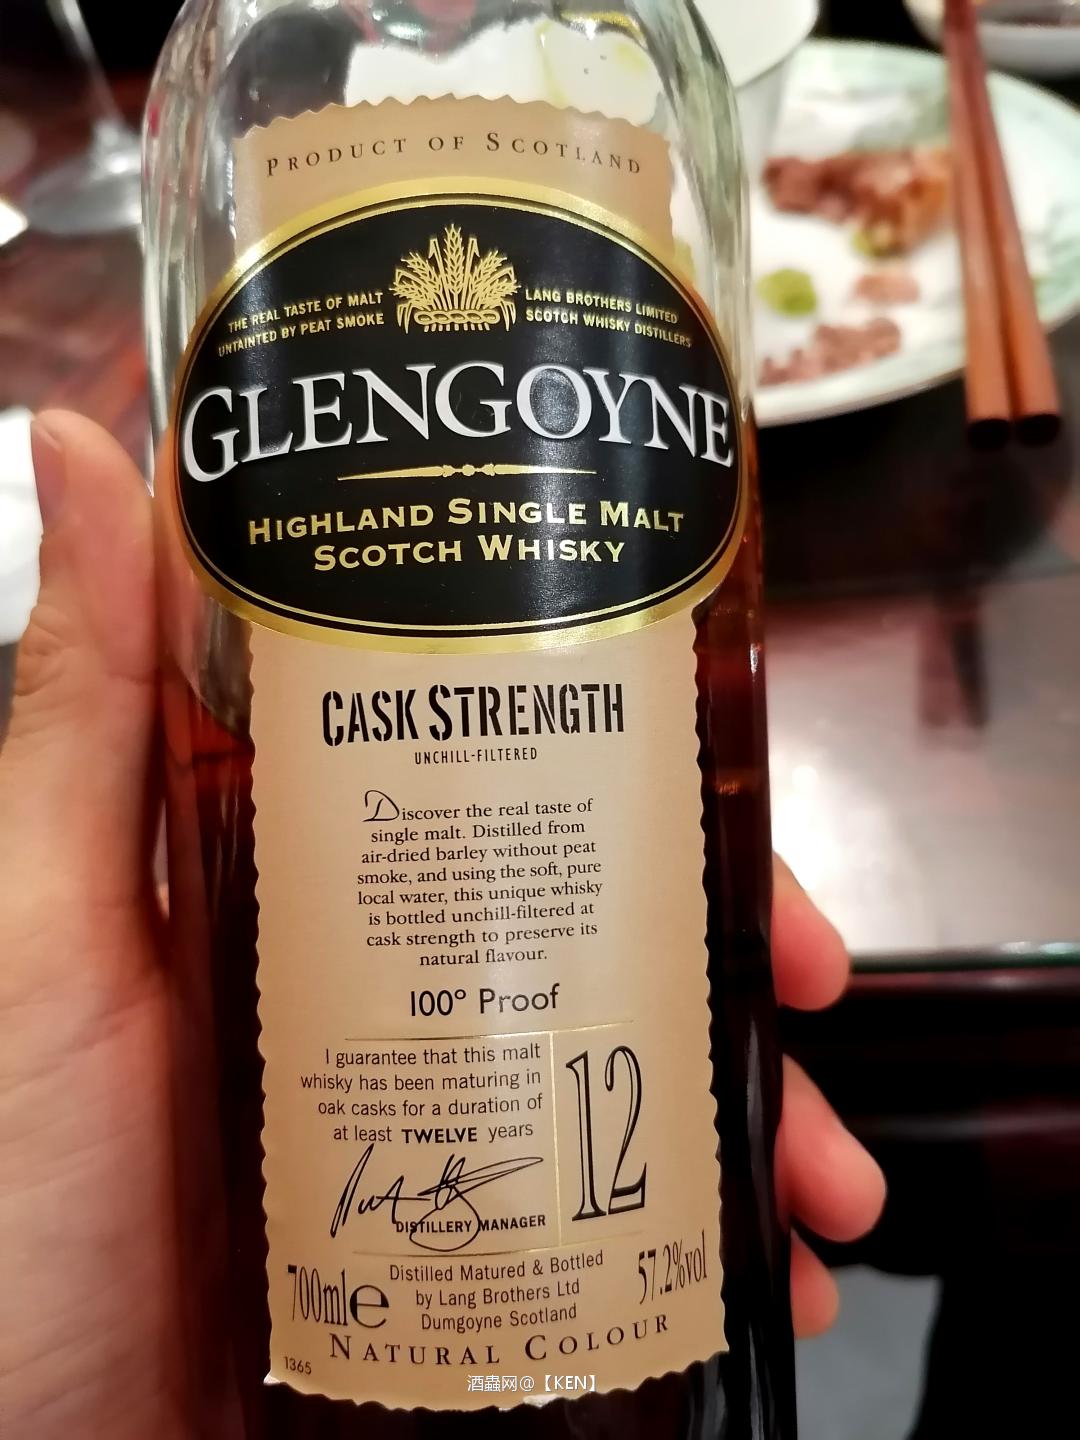 PRODUCT OF SCOTLAND
THE REAL TASTE OF MALT
UNTAINTED BY PEAT SMOKE
LANG BROTHERS LIMITED
SCOTCH WHISKY DISTILLERS
GLENGOYNE
HIGHLAND SINGLE MALT
SCOTCH WHISKY
CASK STRENGTH
UNCHILL-FILTERED
Discover the real taste of
single malt. Distilled from
air-dried barley without peat
smoke, and using the soft, pure
local water, this unique whisky
is bottled unchill-filtered at
cask strength to preserve its
natural flavour.
100° Proof
I guarantee that this malt
whisky has been maturing in
oak casks for a duration of
at least TWELVE years
12
DISTILLERY MANAGER
700ml e
Distilled Matured & Bottled
by Lang Brothers Ltd
Dumgoyne Scotland
57.2%vol
NATURAL COLOUR
1365
酒蟲网@【KEN】